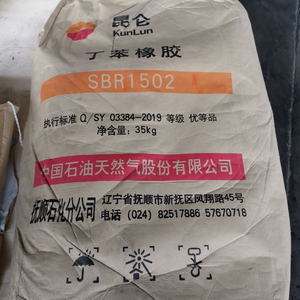 昆仑
KunLun
丁苯橡胶
SBR1502
执行标准 Q/SY 03384-2019 等级 优等品
净含量：35kg
中国石油天然气股份有限公司
抚顺石化分公司
辽宁省抚顺市新抚区凤翔路45号
电话 (024) 82517886 57670718